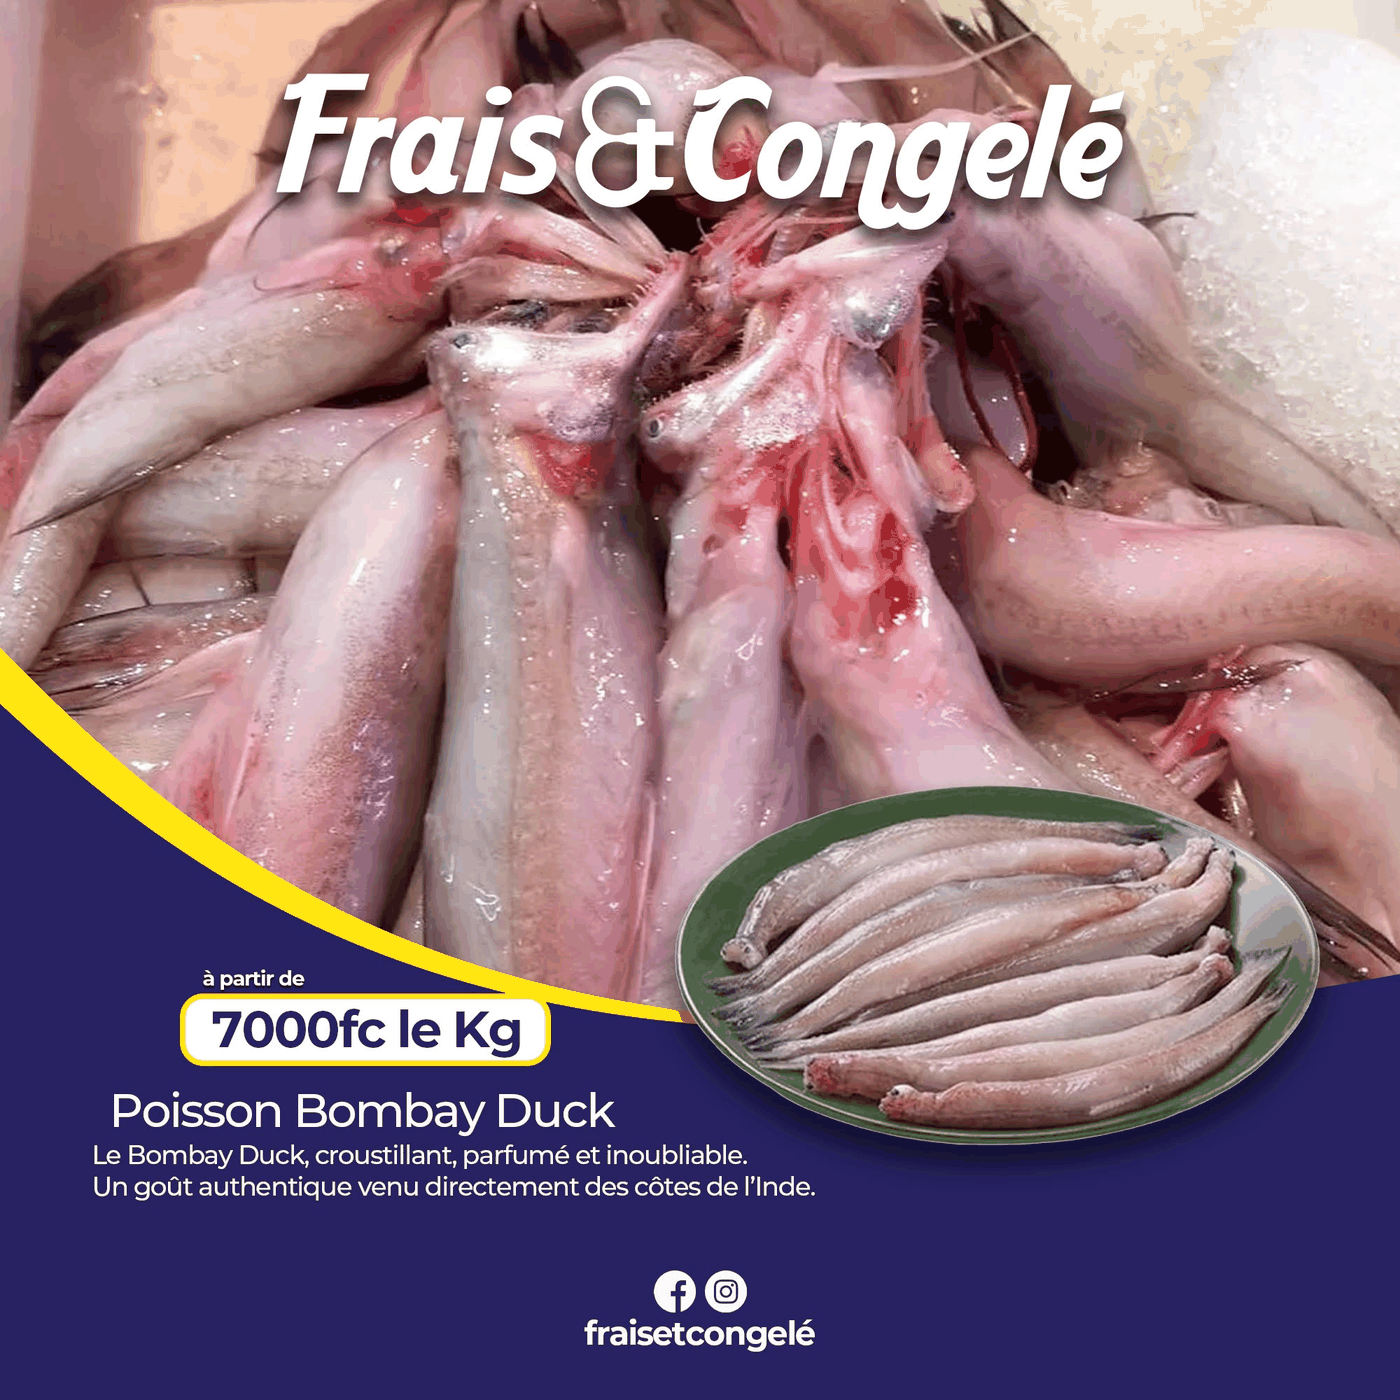 Frais & Congelé
à partir de
7000fc le Kg
Poisson Bombay Duck
Le Bombay Duck, croustillant, parfumé et inoubliable.
Un goût authentique venu directement des côtes de l'Inde.
fraisetcongelé